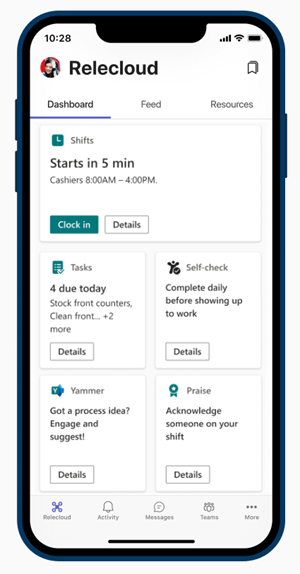 10:28
Relecloud
Dashboard Feed Resources
Shifts
Starts in 5 min
Cashiers 8:00AM – 4:00PM.
Clock in Details
Tasks
4 due today
Stock front counters,
Clean front... +2
more
Details
Self-check
Complete daily
before showing up
to work
Details
Yammer
Got a process idea?
Engage and
suggest!
Details
Praise
Acknowledge
someone on your
shift
Details
Relecloud Activity Messages Teams More